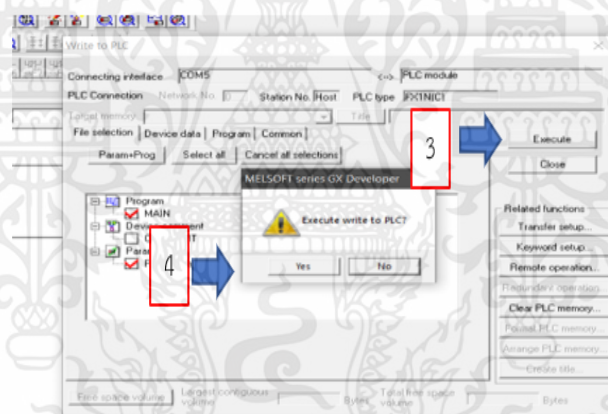 Write to PLC
Connecting interface COM5 <--> PLC module
PLC Connection Network No. 0 Station No. Host PLC type FX1N(C)
Target memory Title
File selection Device data Program Common
Param+Prog Select all Cancel all selections
3
Execute
Close
MELSOFT series GX Developer
Execute write to PLC?
Yes No
Program
MAIN
Device comment
4
Related functions
Transfer setup...
Keyword setup...
Remote operation...
Redundant operation...
Clear PLC memory...
Format PLC memory...
Arrange PLC memory...
Create title...
Free space volume Largest contiguous volume Bytes Total free space volume Bytes